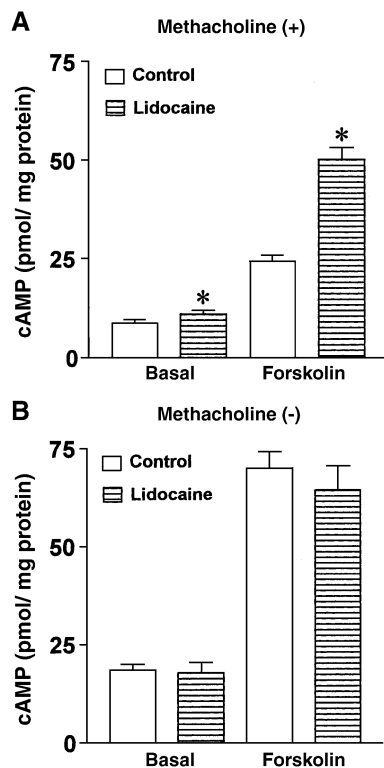 A
Methacholine (+)
cAMP (pmol/ mg protein)
75
50
25
0
Control
Lidocaine
*
*
Basal
Forskolin
B
Methacholine (-)
cAMP (pmol/ mg protein)
75
50
25
0
Control
Lidocaine
Basal
Forskolin